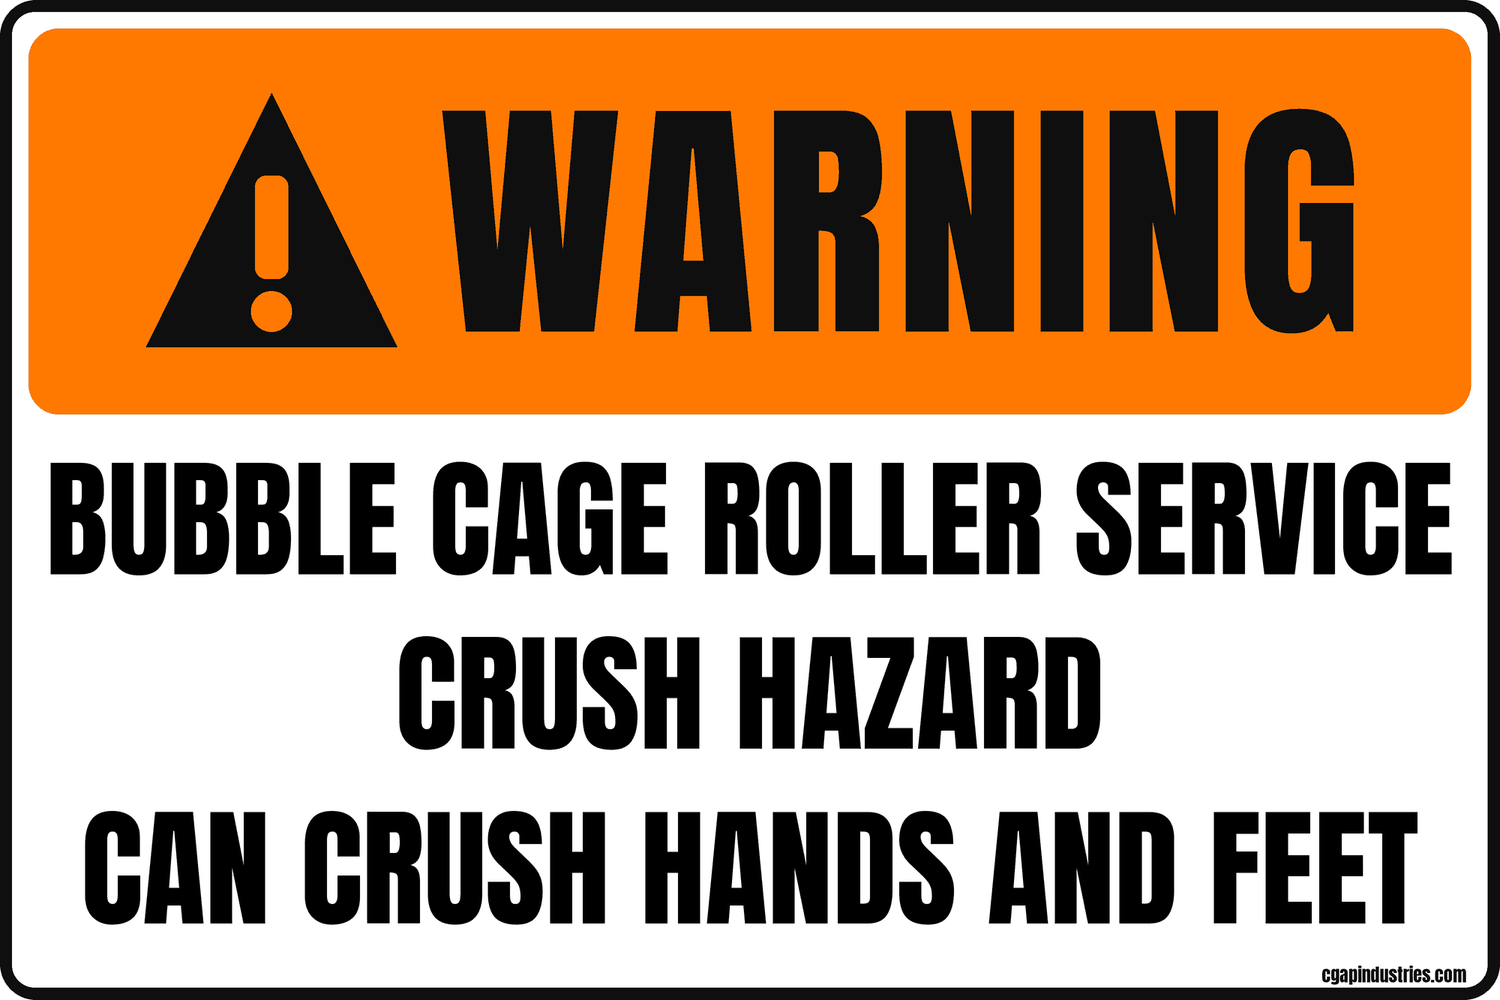 WARNING
BUBBLE CAGE ROLLER SERVICE
CRUSH HAZARD
CAN CRUSH HANDS AND FEET
cgapindustries.com